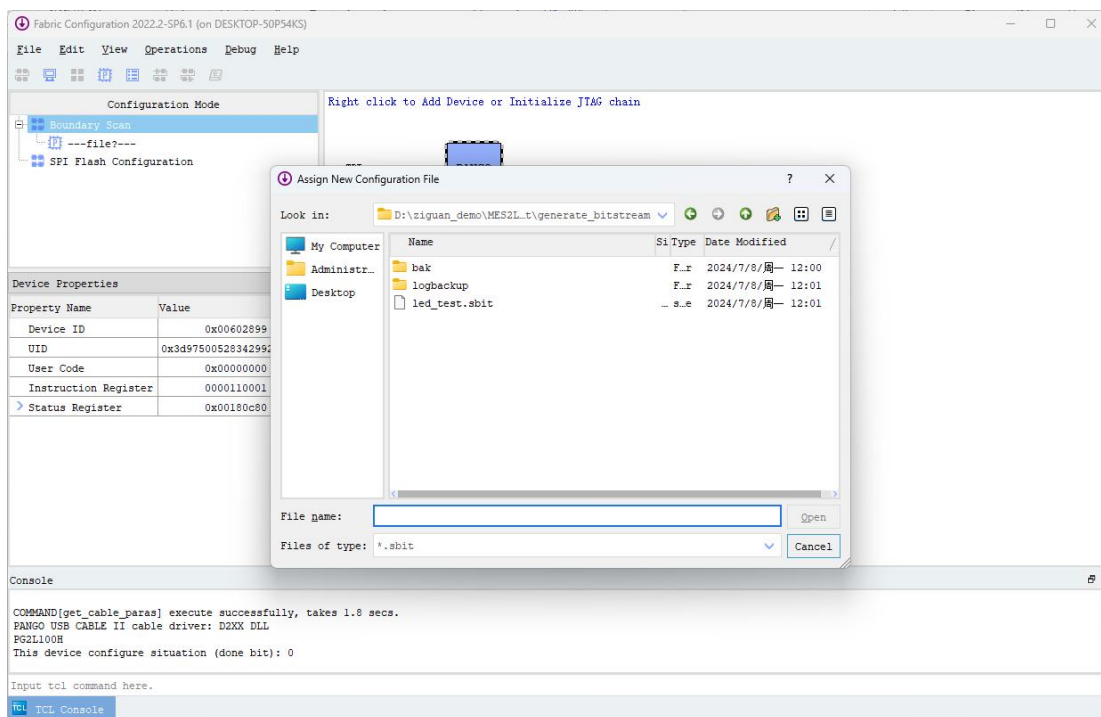 Fabric Configuration 2022.2-SP6.1 (on DESKTOP-50P54KS)
File Edit View Operations Debug Help
Configuration Mode
Right click to Add Device or Initialize JTAG chain
Boundary Scan
---file?---
SPI Flash Configuration
Assign New Configuration File
Look in:
D:\ziguan_demo\MES2L…t\generate_bitstream
My Computer
Administr…
Desktop
Name Si Type Date Modified
bak F…r 2024/7/8/周一 12:00
logbackup F…r 2024/7/8/周一 12:01
led_test.sbit … s…e 2024/7/8/周一 12:01
File name:
Open
Files of type: *.sbit
Cancel
Device Properties
Property Name Value
Device ID 0x00602899
UID 0x3d97500528342992
User Code 0x00000000
Instruction Register 0000110001
Status Register 0x00180c80
Console
COMMAND[get_cable_paras] execute successfully, takes 1.8 secs.
PANGO USB CABLE II cable driver: D2XX DLL
PG2L100H
This device configure situation (done bit): 0
Input tcl command here.
TCL TCL Console